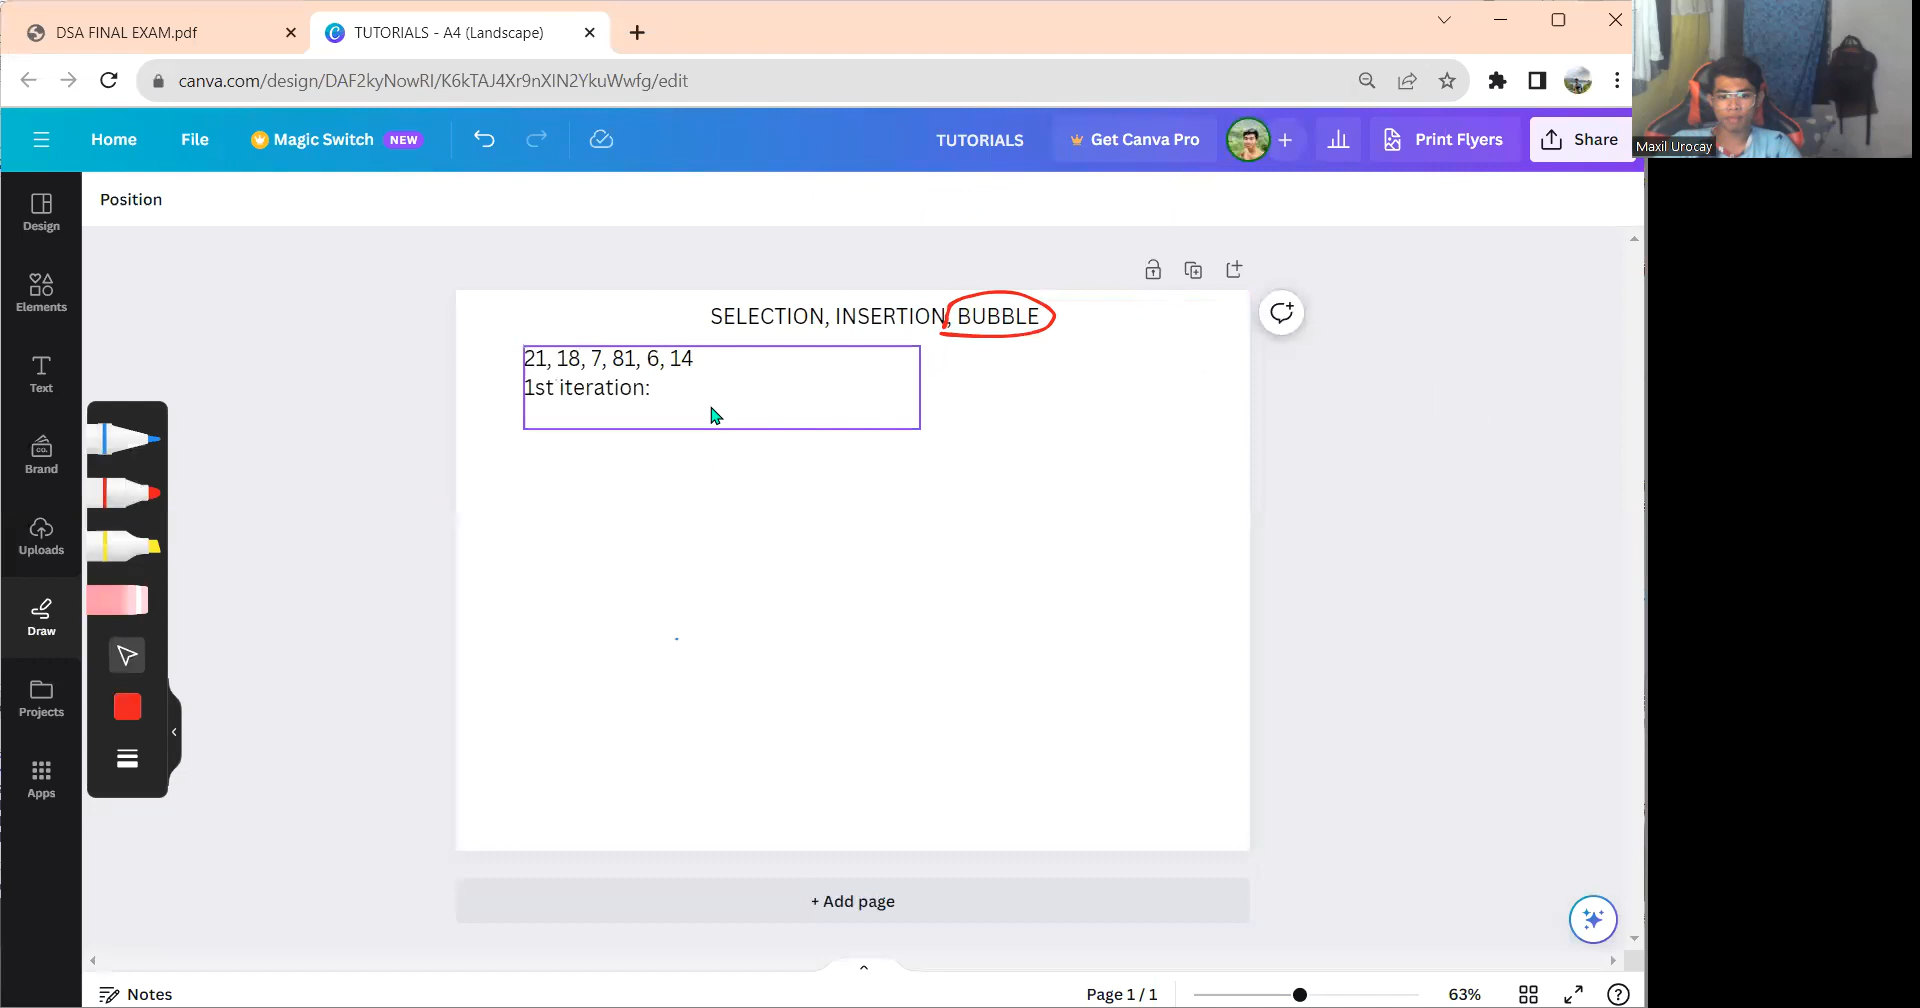 DSA FINAL EXAM.pdf
TUTORIALS - A4 (Landscape)
canva.com/design/DAF2kyNowRI/K6kTAJ4Xr9nXIN2YkuWwfg/edit
Home
File
Magic Switch NEW
TUTORIALS
Get Canva Pro
Print Flyers
Share
Maxil Urocay
Position
Design
Elements
Text
Brand
Uploads
Draw
Projects
Apps
SELECTION, INSERTION, BUBBLE
21, 18, 7, 81, 6, 14
1st iteration:
+ Add page
Notes
Page 1 / 1
63%